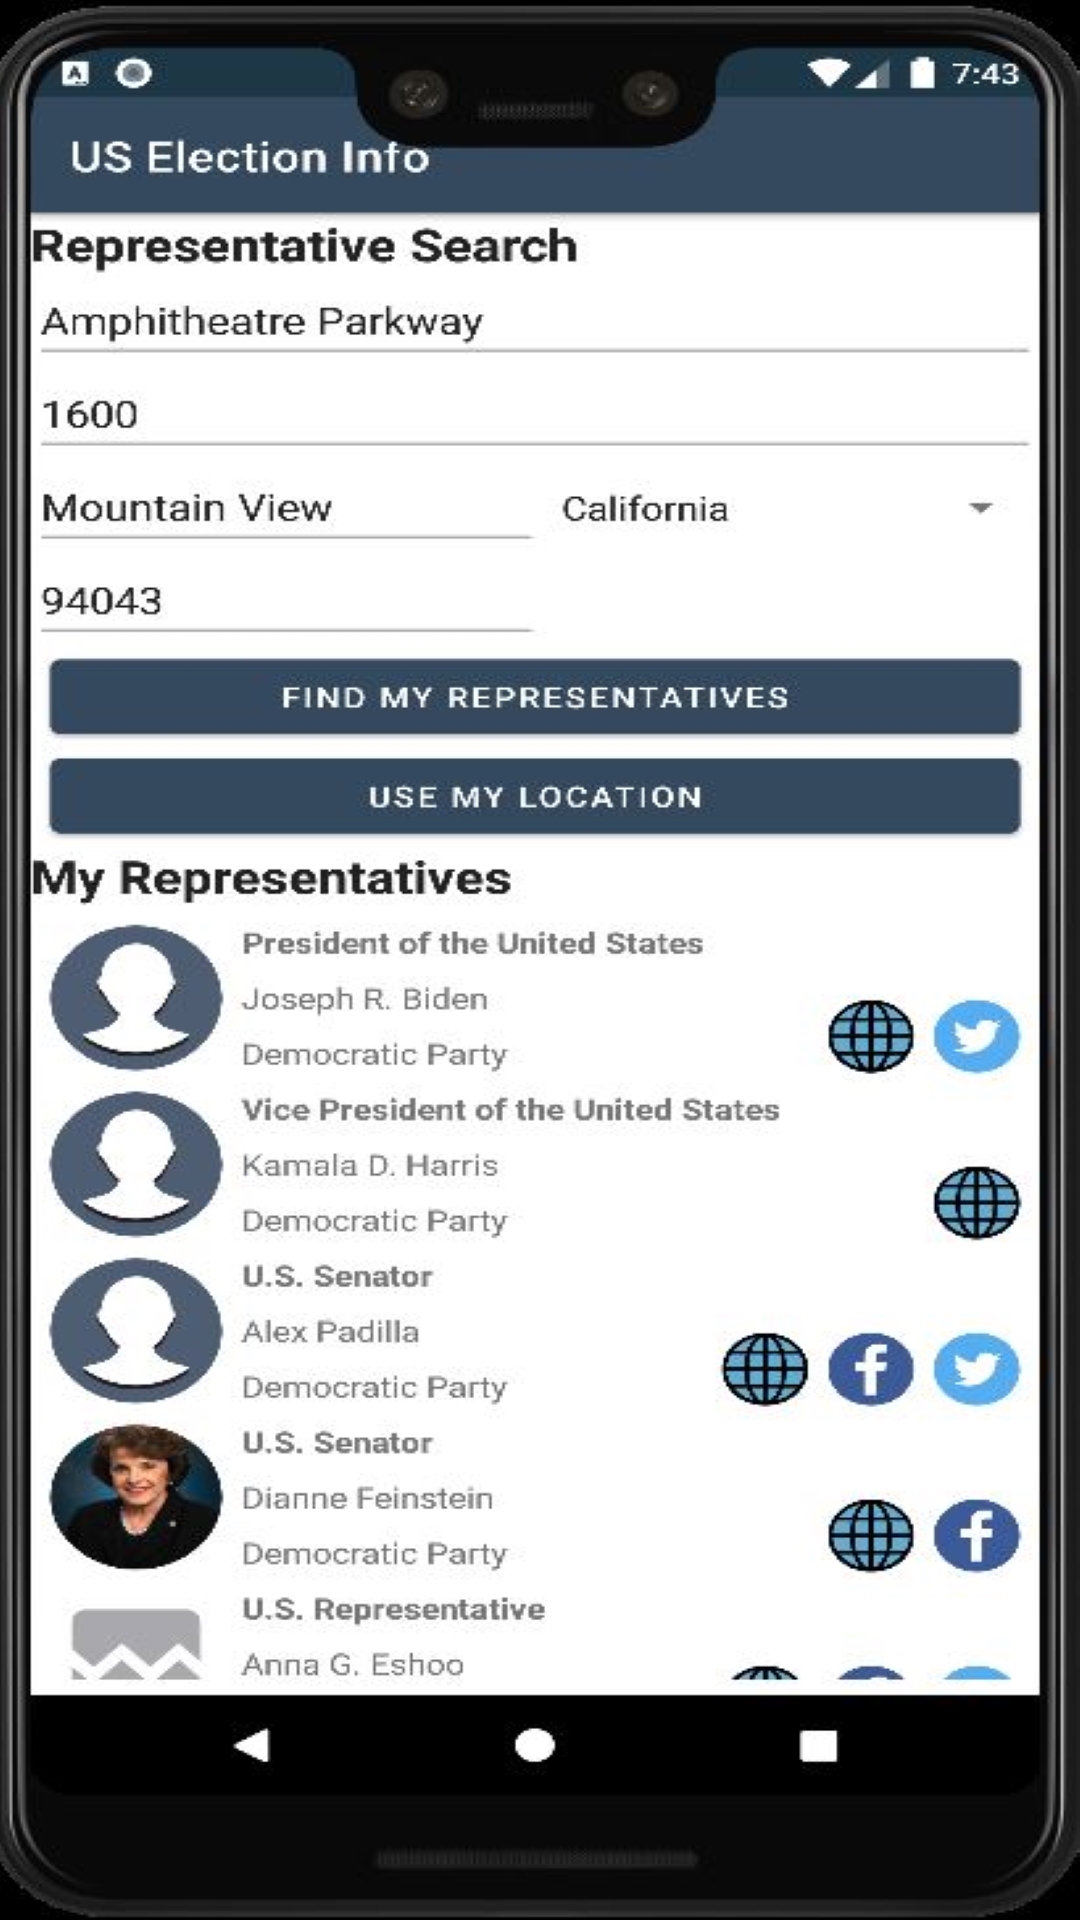 7:43
US Election Info
Representative Search
Amphitheatre Parkway
1600
Mountain View California
94043
FIND MY REPRESENTATIVES
USE MY LOCATION
My Representatives
President of the United States
Joseph R. Biden
Democratic Party
Vice President of the United States
Kamala D. Harris
Democratic Party
U.S. Senator
Alex Padilla
Democratic Party
U.S. Senator
Dianne Feinstein
Democratic Party
U.S. Representative
Anna G. Eshoo